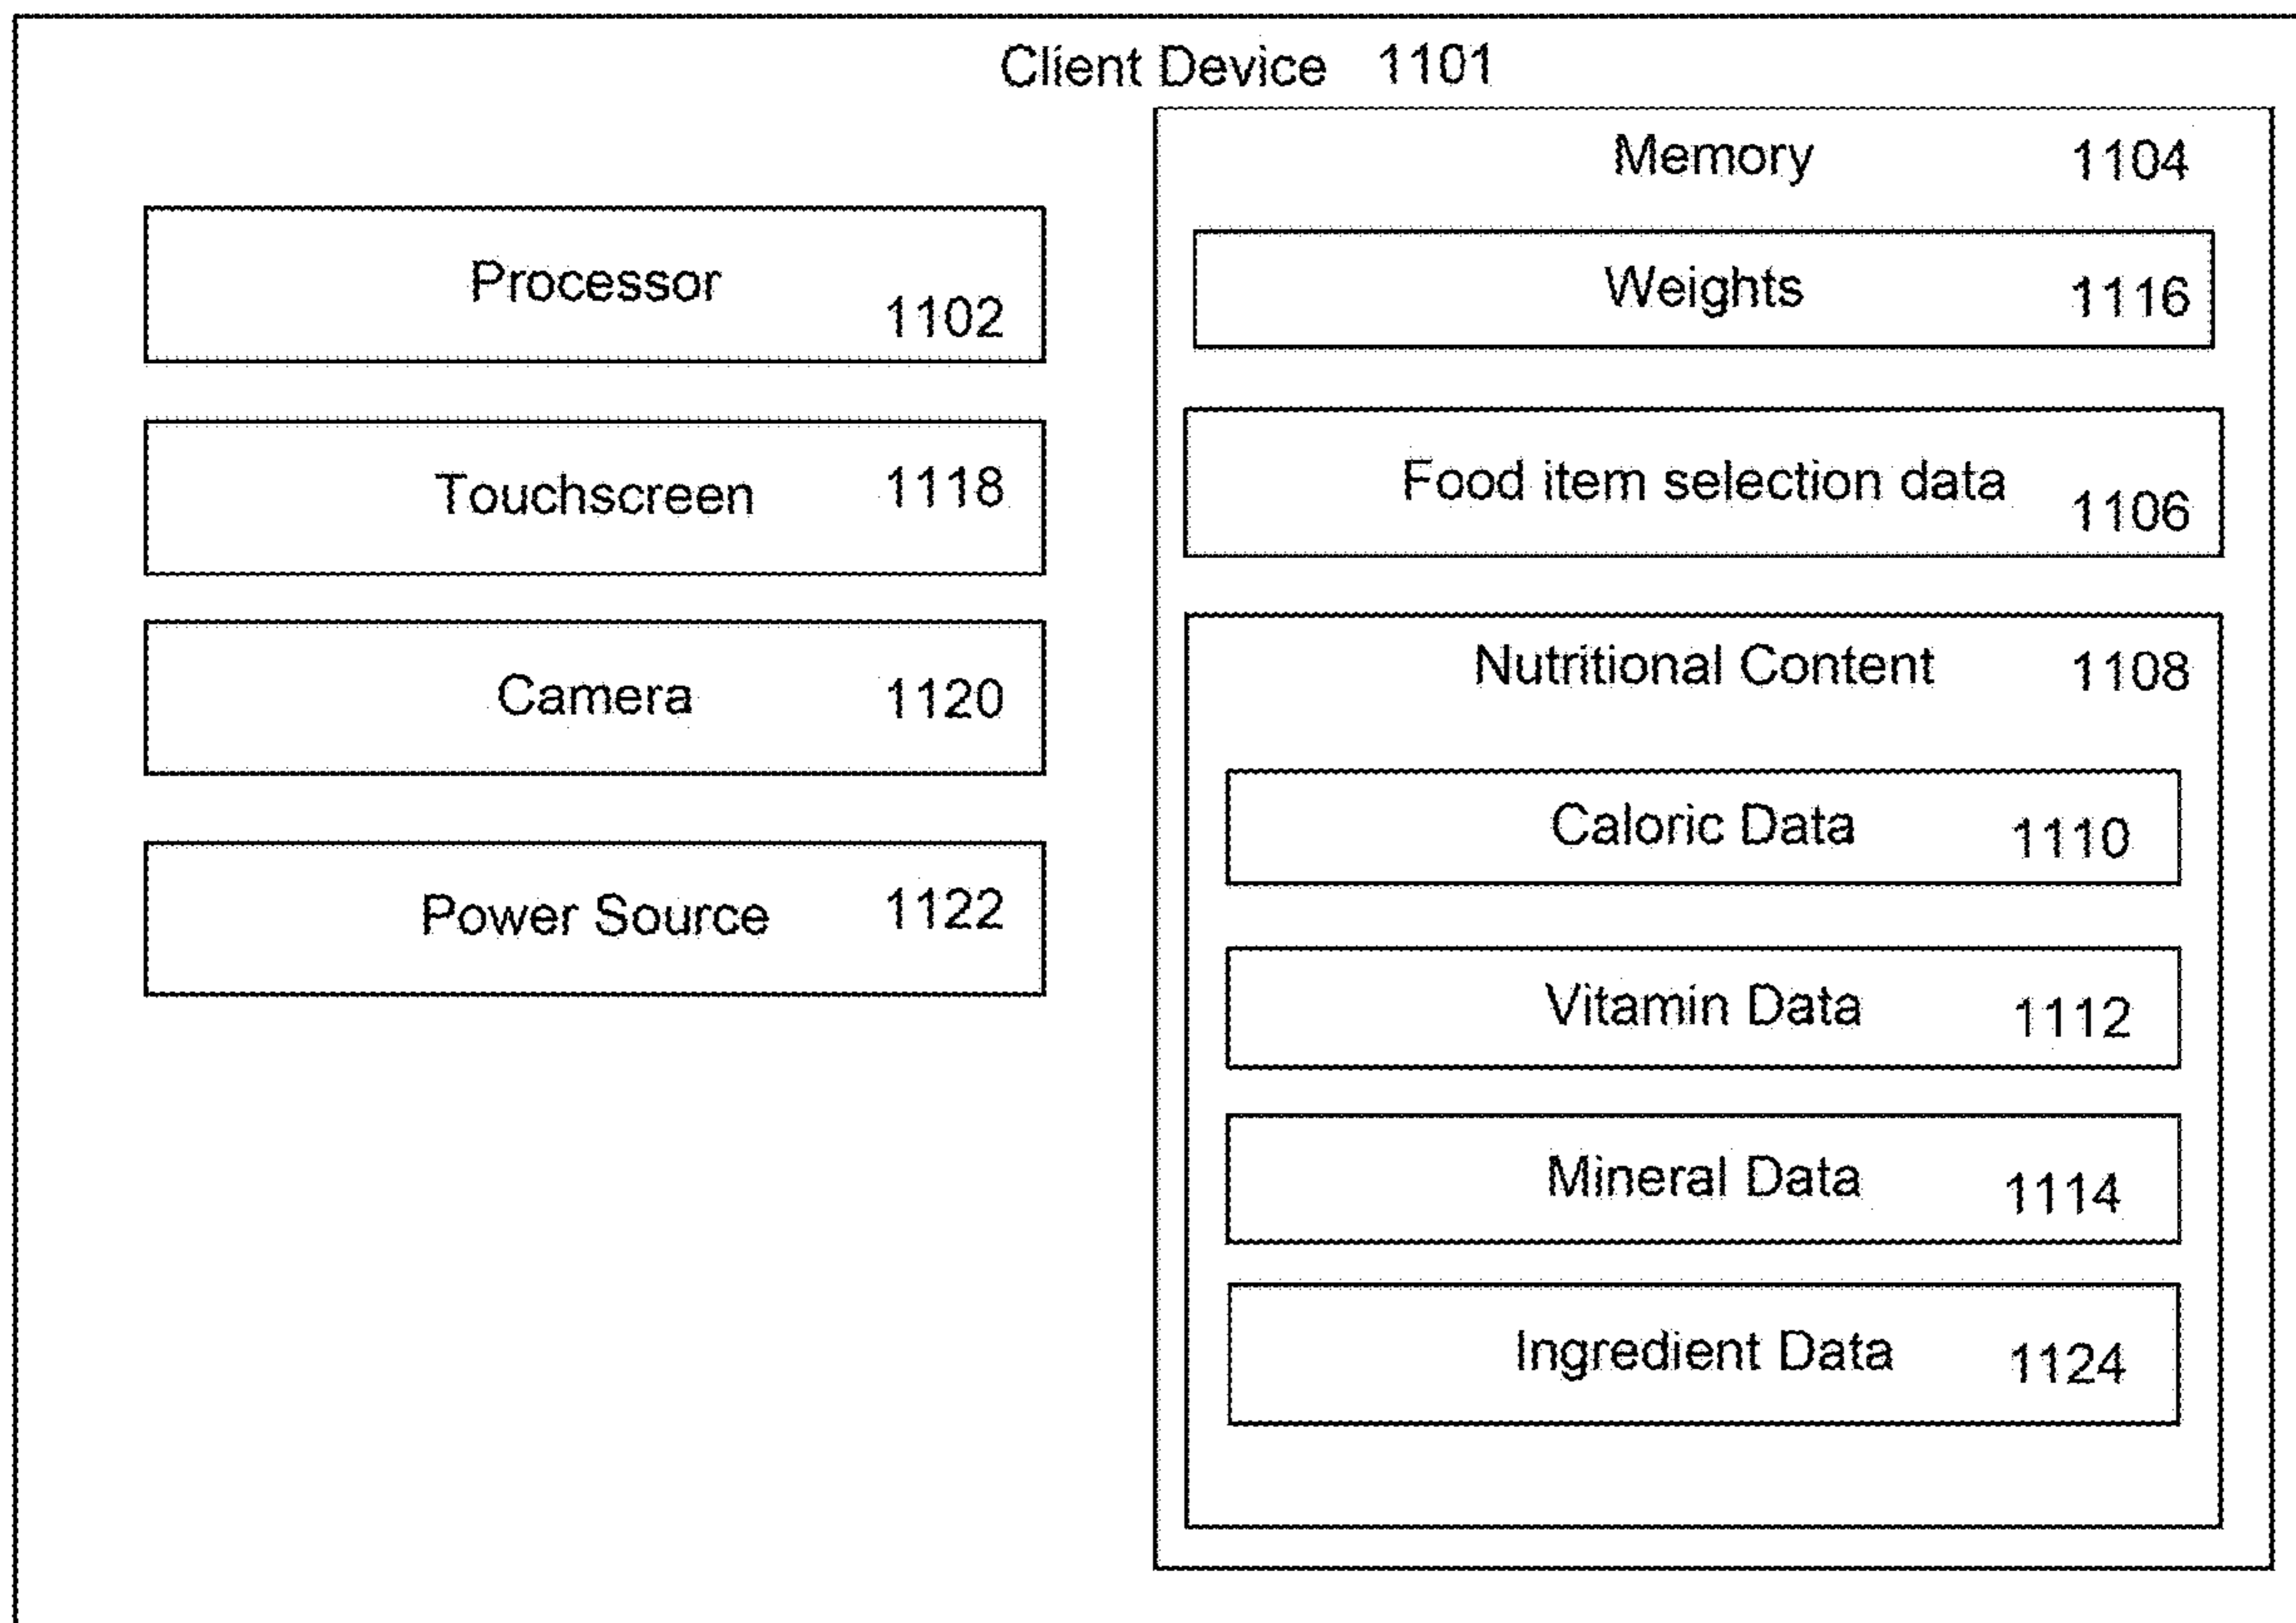 Client Device 1101
Processor 1102
Touchscreen 1118
Camera 1120
Power Source 1122
Memory 1104
Weights 1116
Food item selection data 1106
Nutritional Content 1108
Caloric Data 1110
Vitamin Data 1112
Mineral Data 1114
Ingredient Data 1124